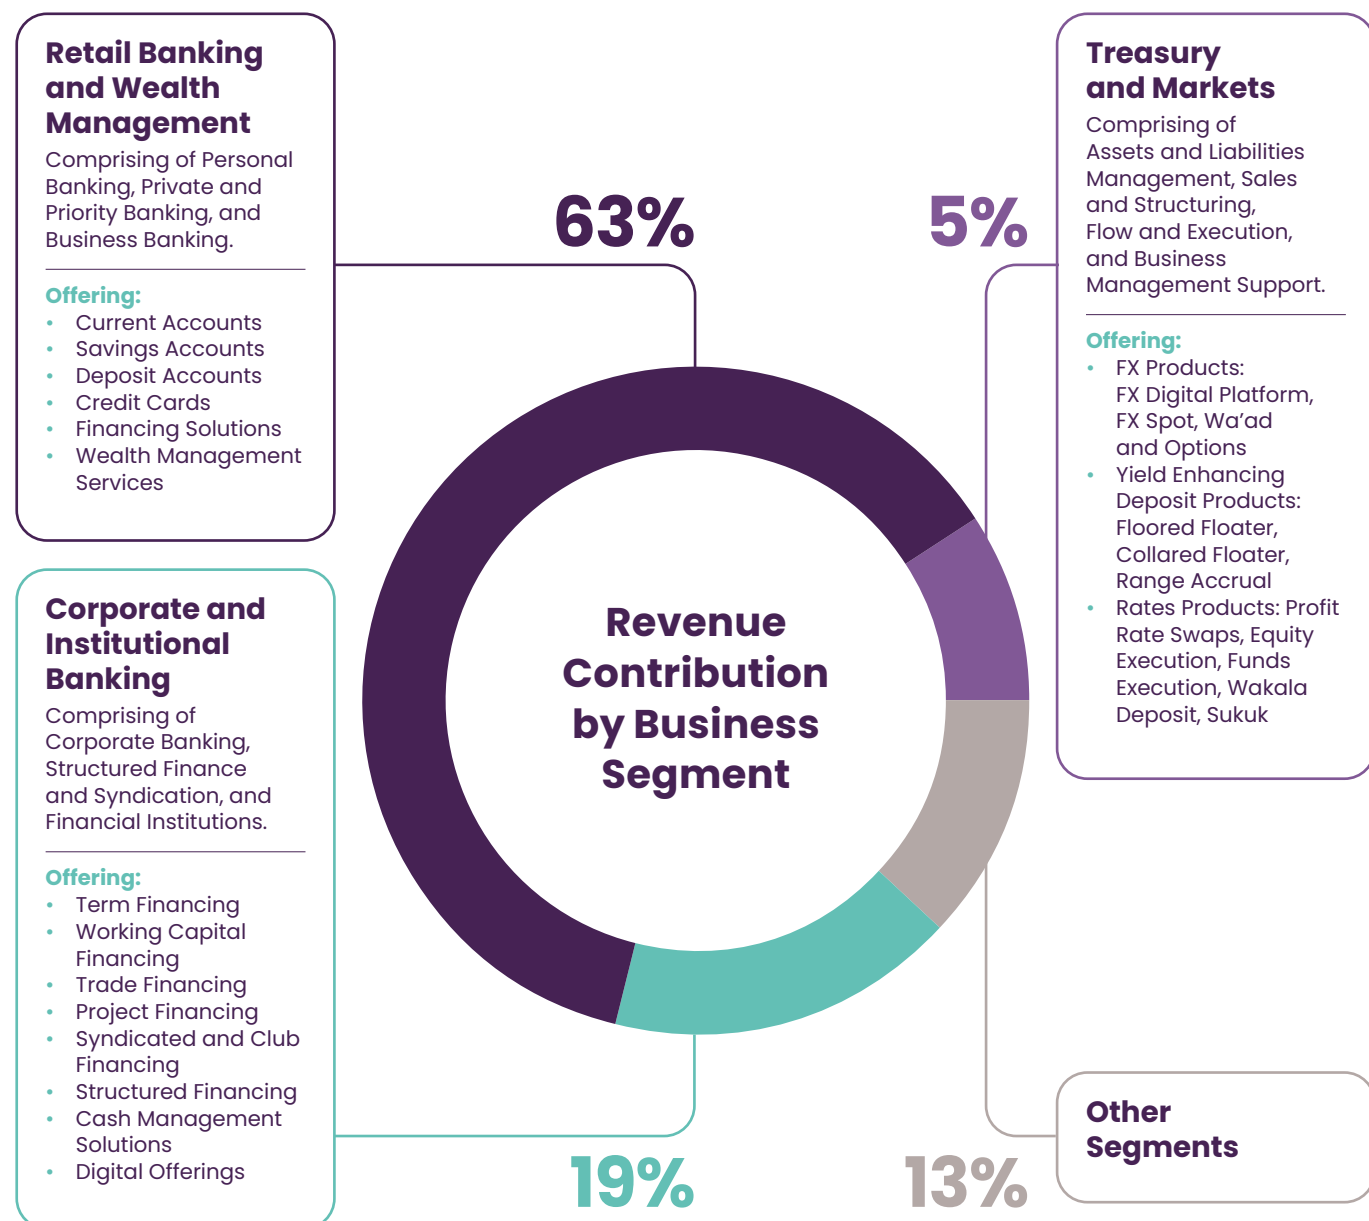 Retail Banking
and Wealth
Management
Comprising of Personal
Banking, Private and
Priority Banking, and
Business Banking.
Offering:
• Current Accounts
• Savings Accounts
• Deposit Accounts
• Credit Cards
• Financing Solutions
• Wealth Management
Services
63%
5%
Treasury
and Markets
Comprising of
Assets and Liabilities
Management, Sales
and Structuring,
Flow and Execution,
and Business
Management Support.
Offering:
• FX Products:
FX Digital Platform,
FX Spot, Wa’ad
and Options
• Yield Enhancing
Deposit Products:
Floored Floater,
Collared Floater,
Range Accrual
• Rates Products: Profit
Rate Swaps, Equity
Execution, Funds
Execution, Wakala
Deposit, Sukuk
Revenue
Contribution
by Business
Segment
Corporate and
Institutional
Banking
Comprising of
Corporate Banking,
Structured Finance
and Syndication, and
Financial Institutions.
Offering:
• Term Financing
• Working Capital
Financing
• Trade Financing
• Project Financing
• Syndicated and Club
Financing
• Structured Financing
• Cash Management
Solutions
• Digital Offerings
19%
13%
Other
Segments